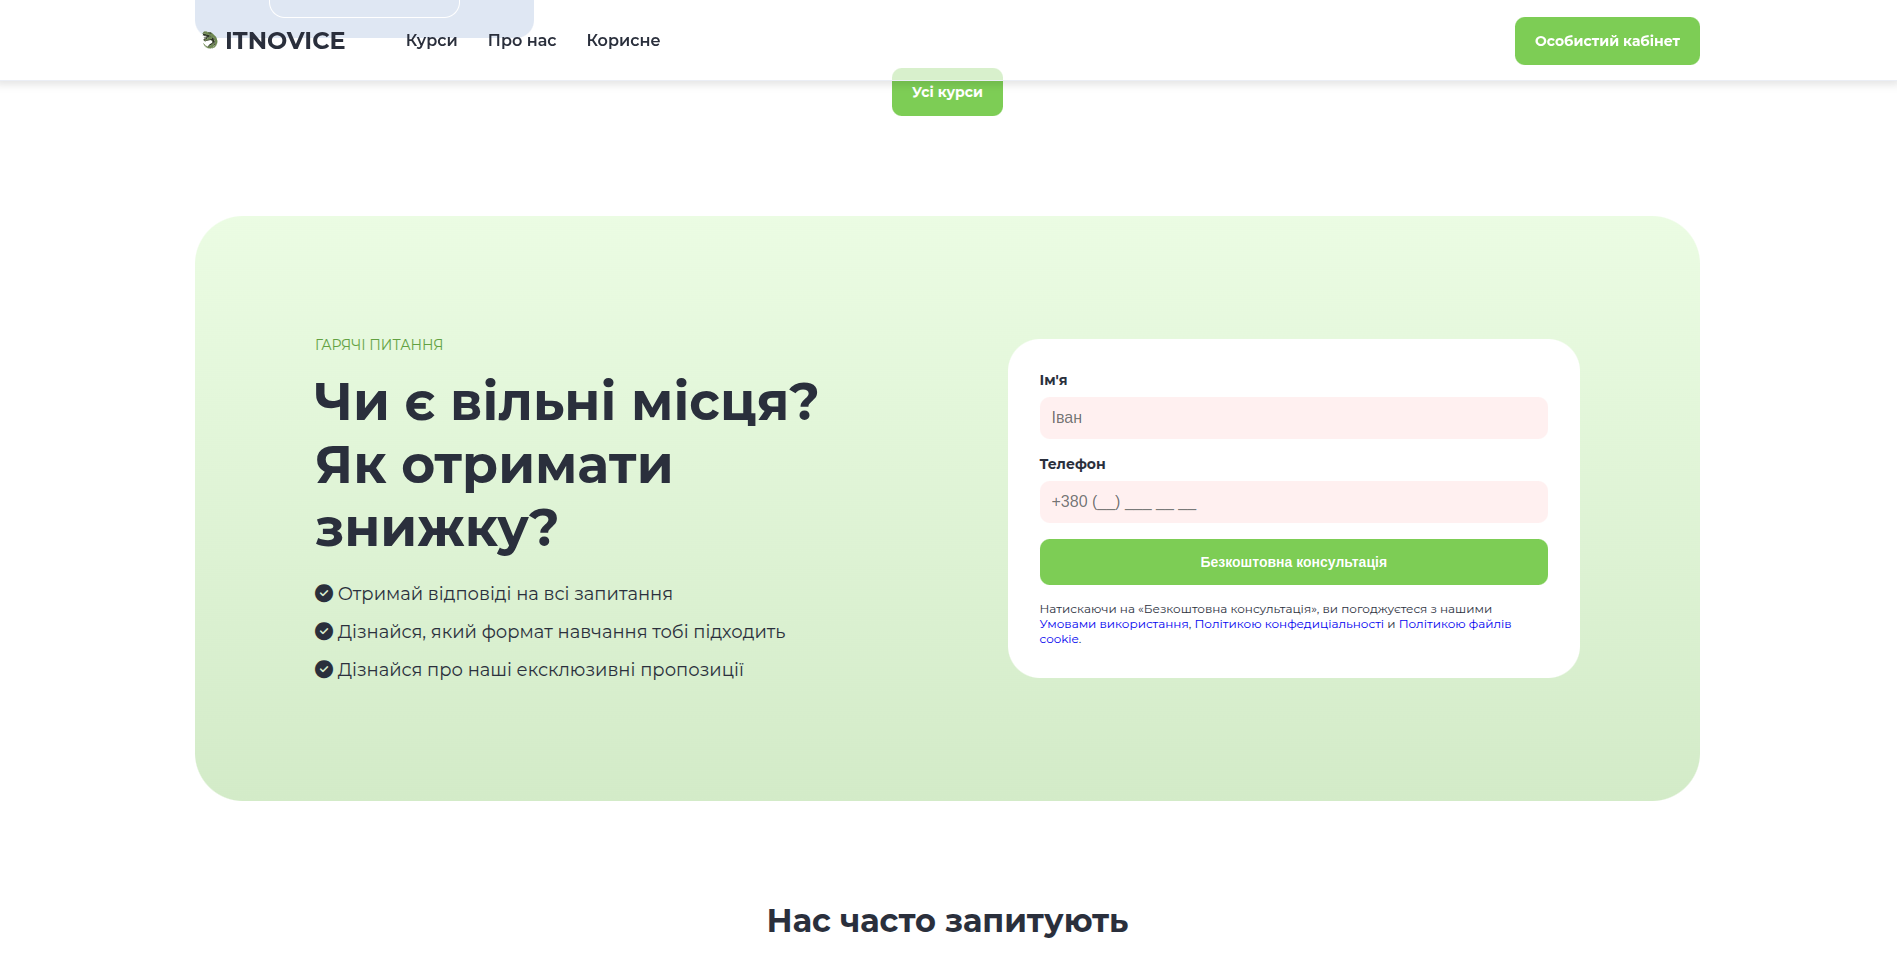 ITNOVICE
Курси Про нас Корисне
Особистий кабінет
Усі курси
ГАРЯЧІ ПИТАННЯ
Чи є вільні місця?
Як отримати
знижку?
Отримай відповіді на всі запитання
Дізнайся, який формат навчання тобі підходить
Дізнайся про наші ексклюзивні пропозиції
Ім'я
Іван
Телефон
+380 (__) ___ __ __
Безкоштовна консультація
Натискаючи на «Безкоштовна консультація», ви погоджуєтеся з нашими
Умовами використання, Політикою конфедиціальності и Політикою файлів
cookie.
Нас часто запитують